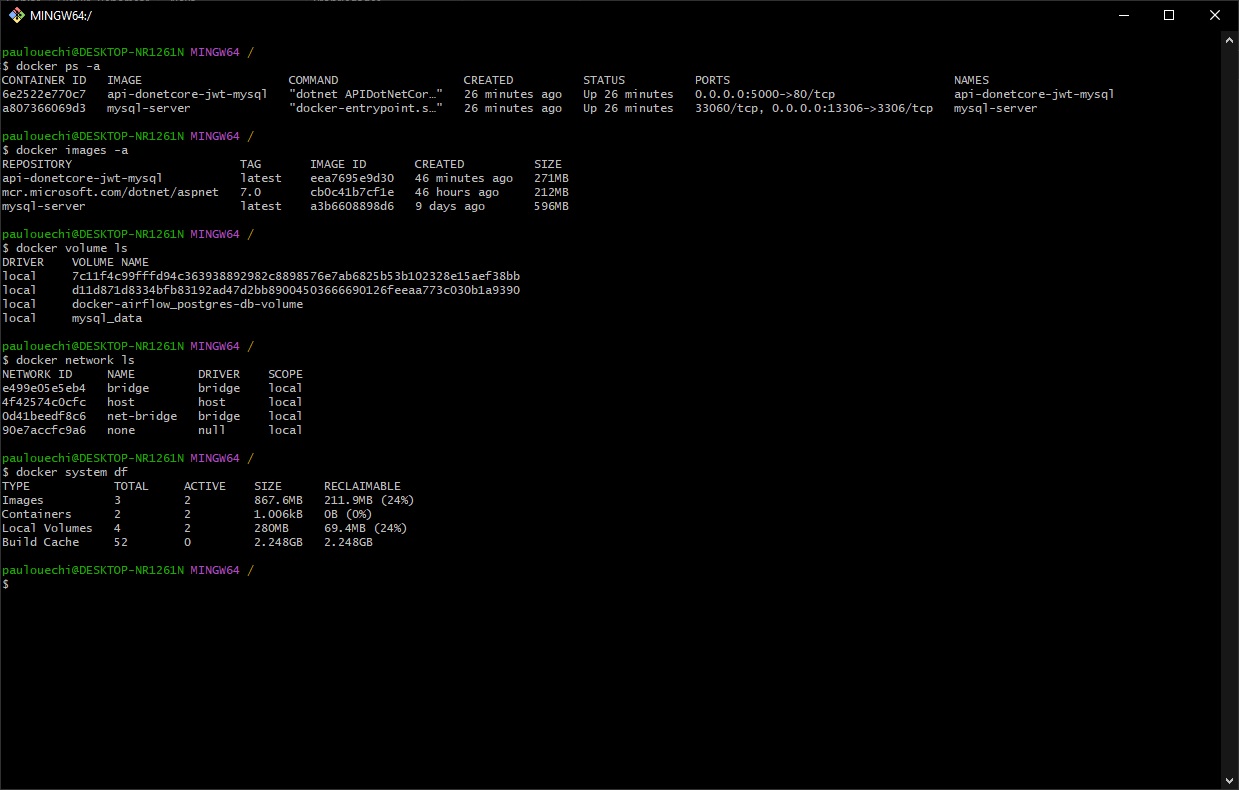 MINGW64:/
paulouechi@DESKTOP-NR1261N MINGW64 /
$ docker ps -a
CONTAINER ID   IMAGE                     COMMAND                  CREATED          STATUS          PORTS                                NAMES
6e2522e770c7   api-donetcore-jwt-mysql   "dotnet APIDotNetCor…"   26 minutes ago   Up 26 minutes   0.0.0.0:5000->80/tcp                 api-donetcore-jwt-mysql
a807366069d3   mysql-server              "docker-entrypoint.s…"   26 minutes ago   Up 26 minutes   33060/tcp, 0.0.0.0:13306->3306/tcp   mysql-server
paulouechi@DESKTOP-NR1261N MINGW64 /
$ docker images -a
REPOSITORY                        TAG       IMAGE ID       CREATED          SIZE
api-donetcore-jwt-mysql           latest    eea7695e9d30   46 minutes ago   271MB
mcr.microsoft.com/dotnet/aspnet   7.0       cb0c41b7cf1e   46 hours ago     212MB
mysql-server                      latest    a3b6608898d6   9 days ago       596MB
paulouechi@DESKTOP-NR1261N MINGW64 /
$ docker volume ls
DRIVER    VOLUME NAME
local     7c11f4c99fffd94c363938892982c8898576e7ab6825b53b102328e15aef38bb
local     d11d871d8334bfb83192ad47d2bb89004503666690126feeaa773c030b1a9390
local     docker-airflow_postgres-db-volume
local     mysql_data
paulouechi@DESKTOP-NR1261N MINGW64 /
$ docker network ls
NETWORK ID     NAME         DRIVER    SCOPE
e499e05e5eb4   bridge       bridge    local
4f42574c0cfc   host         host      local
0d41beedf8c6   net-bridge   bridge    local
90e7accfc9a6   none         null      local
paulouechi@DESKTOP-NR1261N MINGW64 /
$ docker system df
TYPE            TOTAL     ACTIVE    SIZE      RECLAIMABLE
Images          3         2         867.6MB   211.9MB (24%)
Containers      2         2         1.006kB   0B (0%)
Local Volumes   4         2         280MB     69.4MB (24%)
Build Cache     52        0         2.248GB   2.248GB
paulouechi@DESKTOP-NR1261N MINGW64 /
$